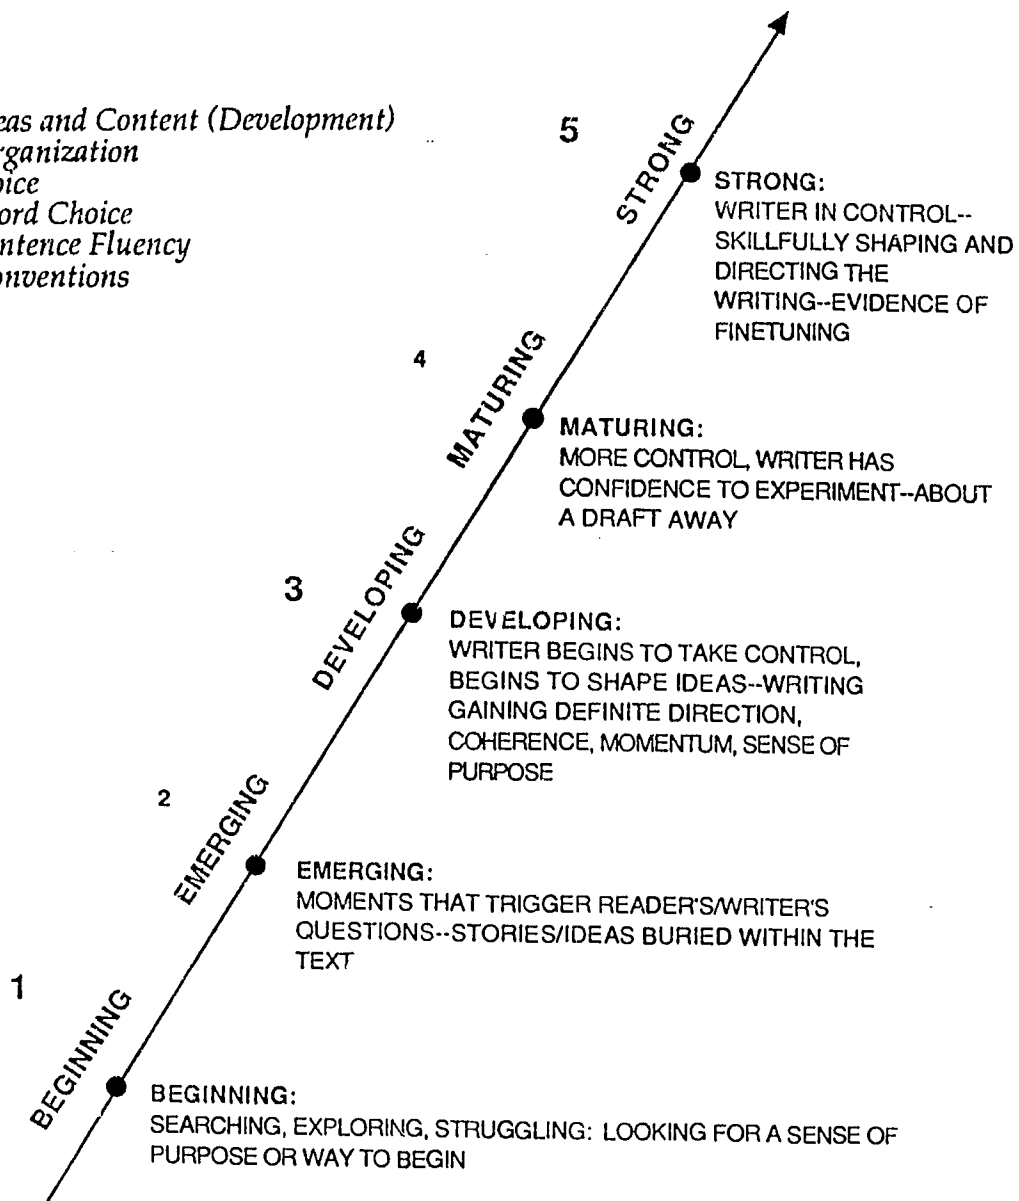 eas and Content (Development)
rganization
oice
ord Choice
ntence Fluency
onventions
5
STRONG
STRONG:
WRITER IN CONTROL--
SKILLFULLY SHAPING AND
DIRECTING THE
WRITING--EVIDENCE OF
FINETUNING
4
MATURING
MATURING:
MORE CONTROL, WRITER HAS
CONFIDENCE TO EXPERIMENT--ABOUT
A DRAFT AWAY
3
DEVELOPING
DEVELOPING:
WRITER BEGINS TO TAKE CONTROL,
BEGINS TO SHAPE IDEAS--WRITING
GAINING DEFINITE DIRECTION,
COHERENCE, MOMENTUM, SENSE OF
PURPOSE
2
EMERGING
EMERGING:
MOMENTS THAT TRIGGER READER'S/WRITER'S
QUESTIONS--STORIES/IDEAS BURIED WITHIN THE
TEXT
1
BEGINNING
BEGINNING:
SEARCHING, EXPLORING, STRUGGLING: LOOKING FOR A SENSE OF
PURPOSE OR WAY TO BEGIN